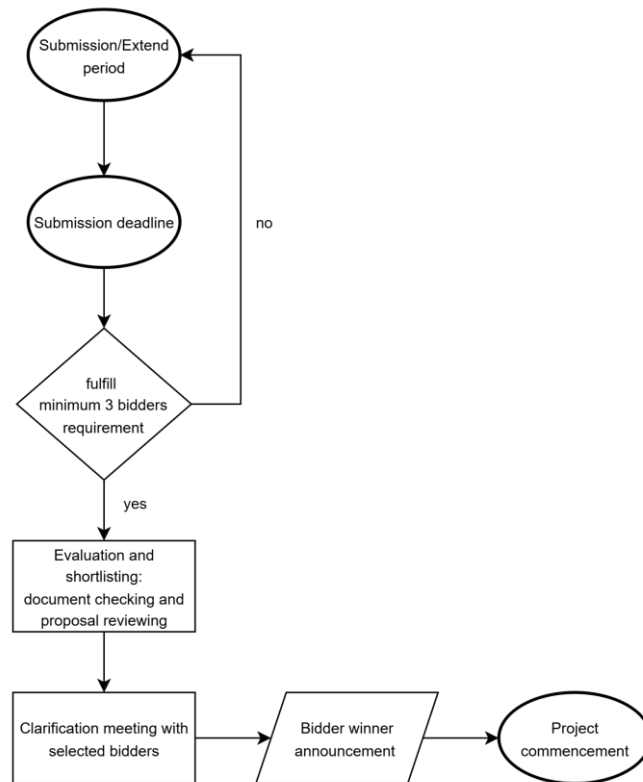 Submission/Extend
period
Submission deadline
no
fulfill
minimum 3 bidders
requirement
yes
Evaluation and
shortlisting:
document checking and
proposal reviewing
Clarification meeting with
selected bidders
Bidder winner
announcement
Project
commencement